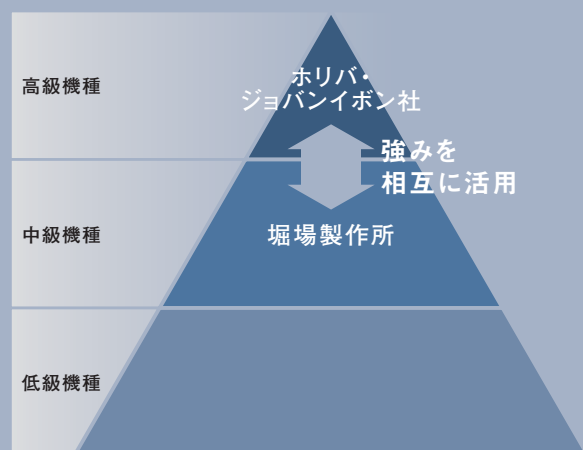 高級機種
ホリバ・
ジョバンイボン社
強みを
相互に活用
中級機種
堀場製作所
低級機種